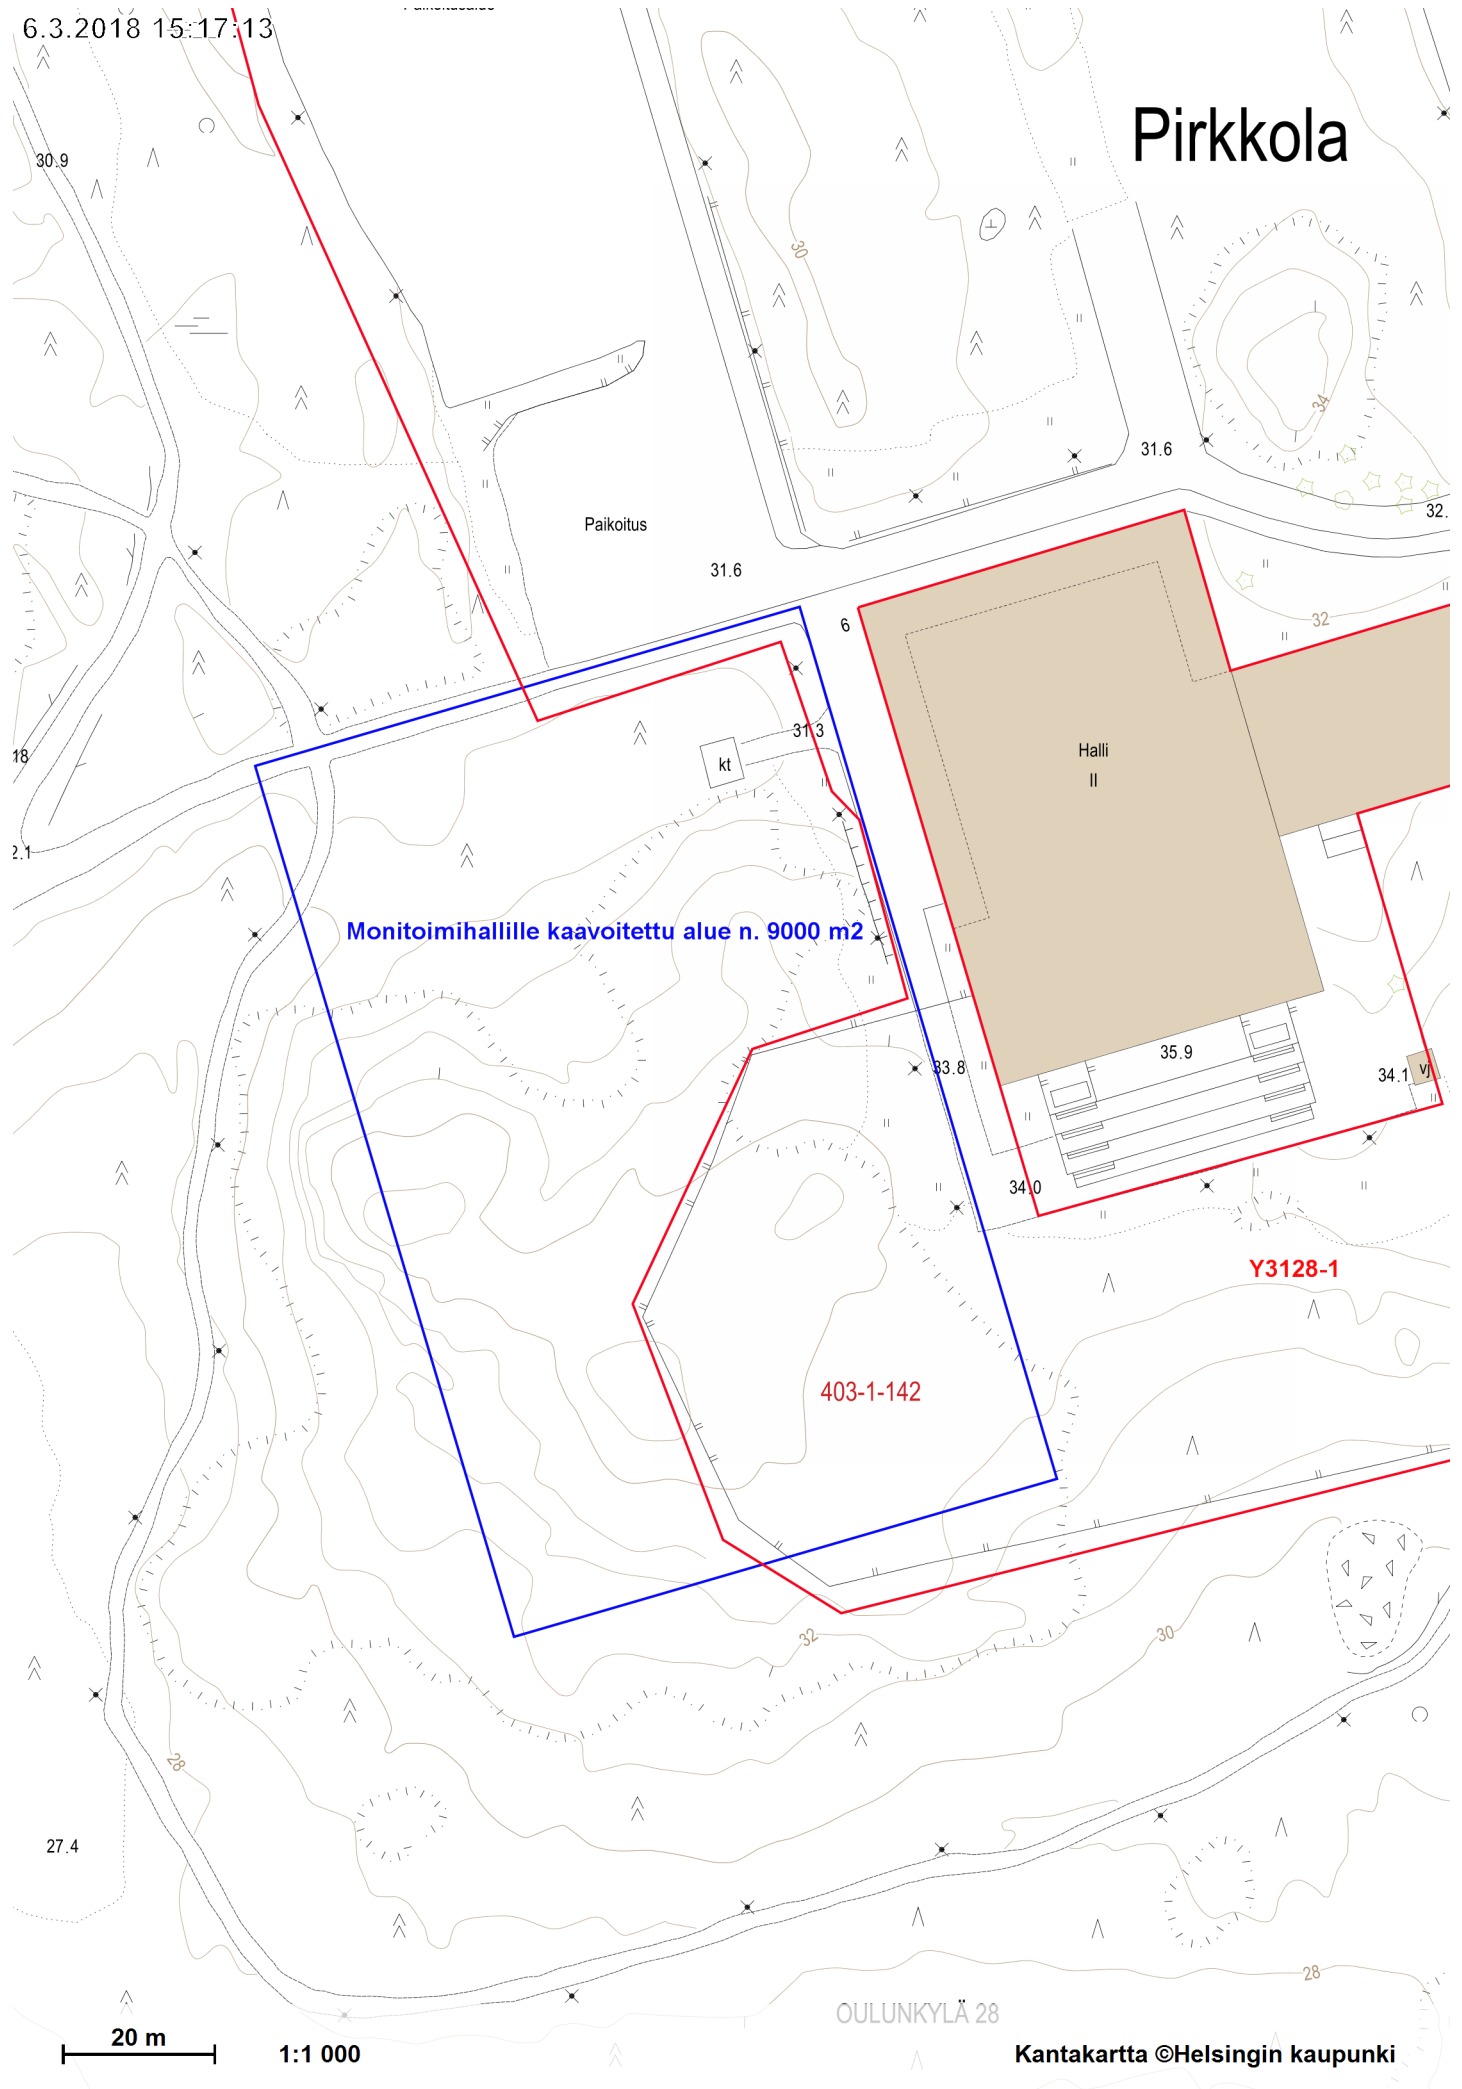 6.3.2018 15:17:13
Pirkkola
30.9
30
34
31.6
32.
Paikoitus
31.6
6
32
31.3
kt
Halli
II
18
2.1
Monitoimihallille kaavoitettu alue n. 9000 m2
35.9
33.8
34.1
vj
34.0
Y3128-1
403-1-142
32
30
28
27.4
28
OULUNKYLÄ 28
20 m
1:1 000
Kantakartta ©Helsingin kaupunki